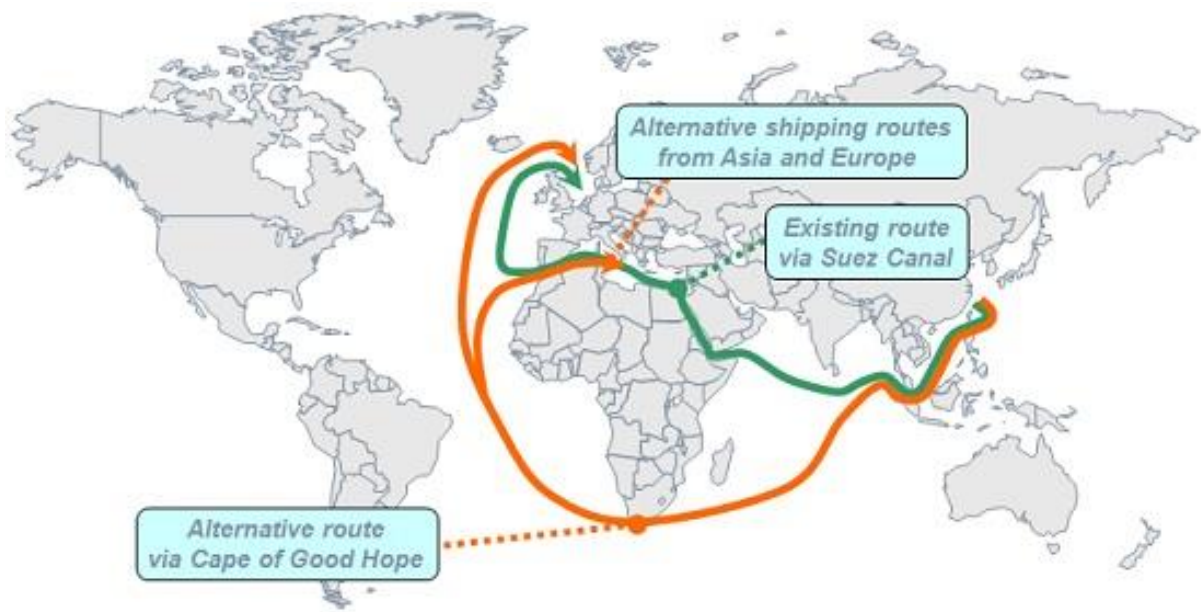 Alternative shipping routes
from Asia and Europe
Existing route
via Suez Canal
Alternative route
via Cape of Good Hope